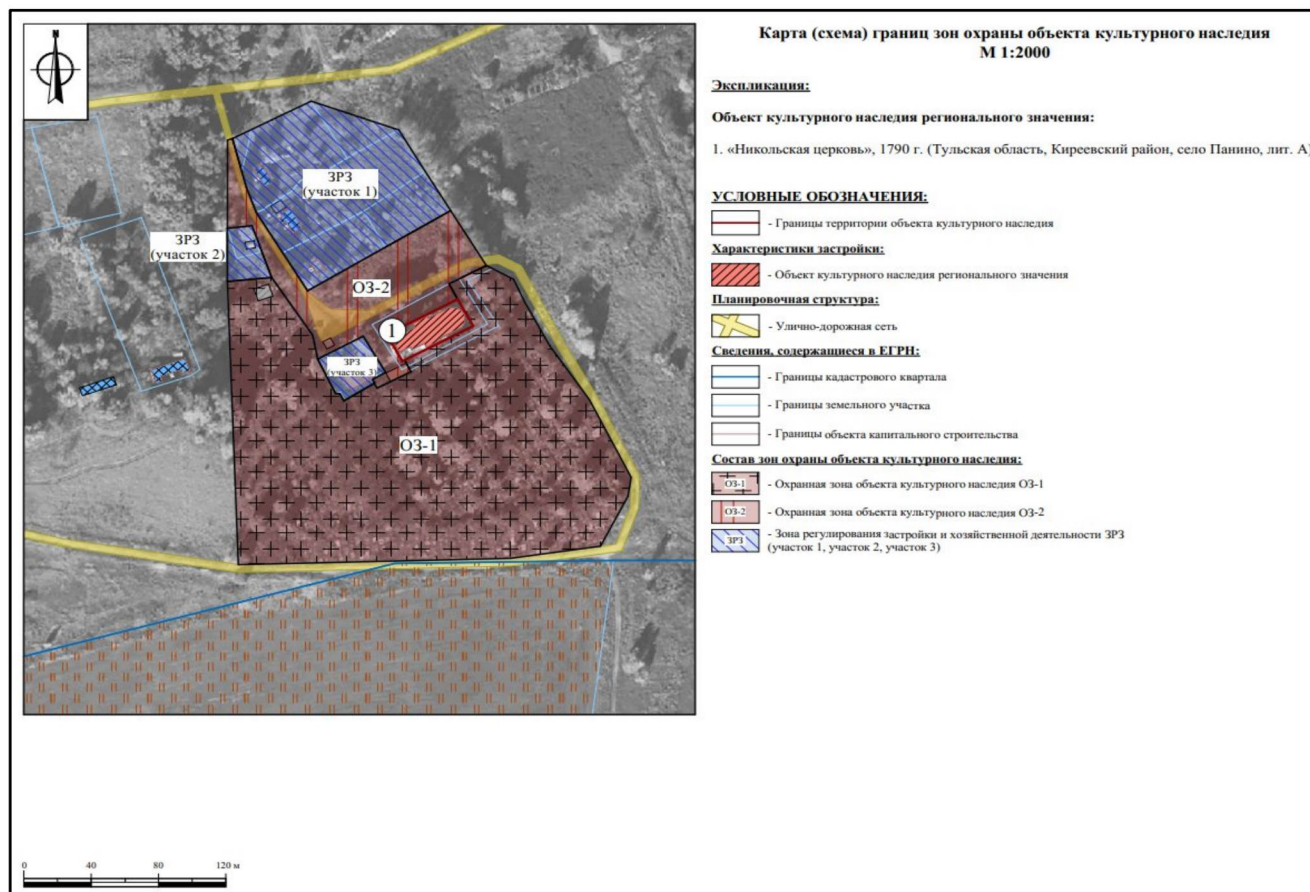 N
ЗРЗ
(участок 1)
ЗРЗ
(участок 2)
ОЗ-2
1
ЗРЗ
(участок 3)
ОЗ-1
0 40 80 120 м
Карта (схема) границ зон охраны объекта культурного наследия
М 1:2000
Экспликация:
Объект культурного наследия регионального значения:
1. «Никольская церковь», 1790 г. (Тульская область, Киреевский район, село Панино, лит. А)
УСЛОВНЫЕ ОБОЗНАЧЕНИЯ:
- Границы территории объекта культурного наследия
Характеристики застройки:
- Объект культурного наследия регионального значения
Планировочная структура:
- Улично-дорожная сеть
Сведения, содержащиеся в ЕГРН:
- Границы кадастрового квартала
- Границы земельного участка
- Границы объекта капитального строительства
Состав зон охраны объекта культурного наследия:
ОЗ-1 - Охранная зона объекта культурного наследия ОЗ-1
ОЗ-2 - Охранная зона объекта культурного наследия ОЗ-2
ЗРЗ - Зона регулирования застройки и хозяйственной деятельности ЗРЗ
(участок 1, участок 2, участок 3)